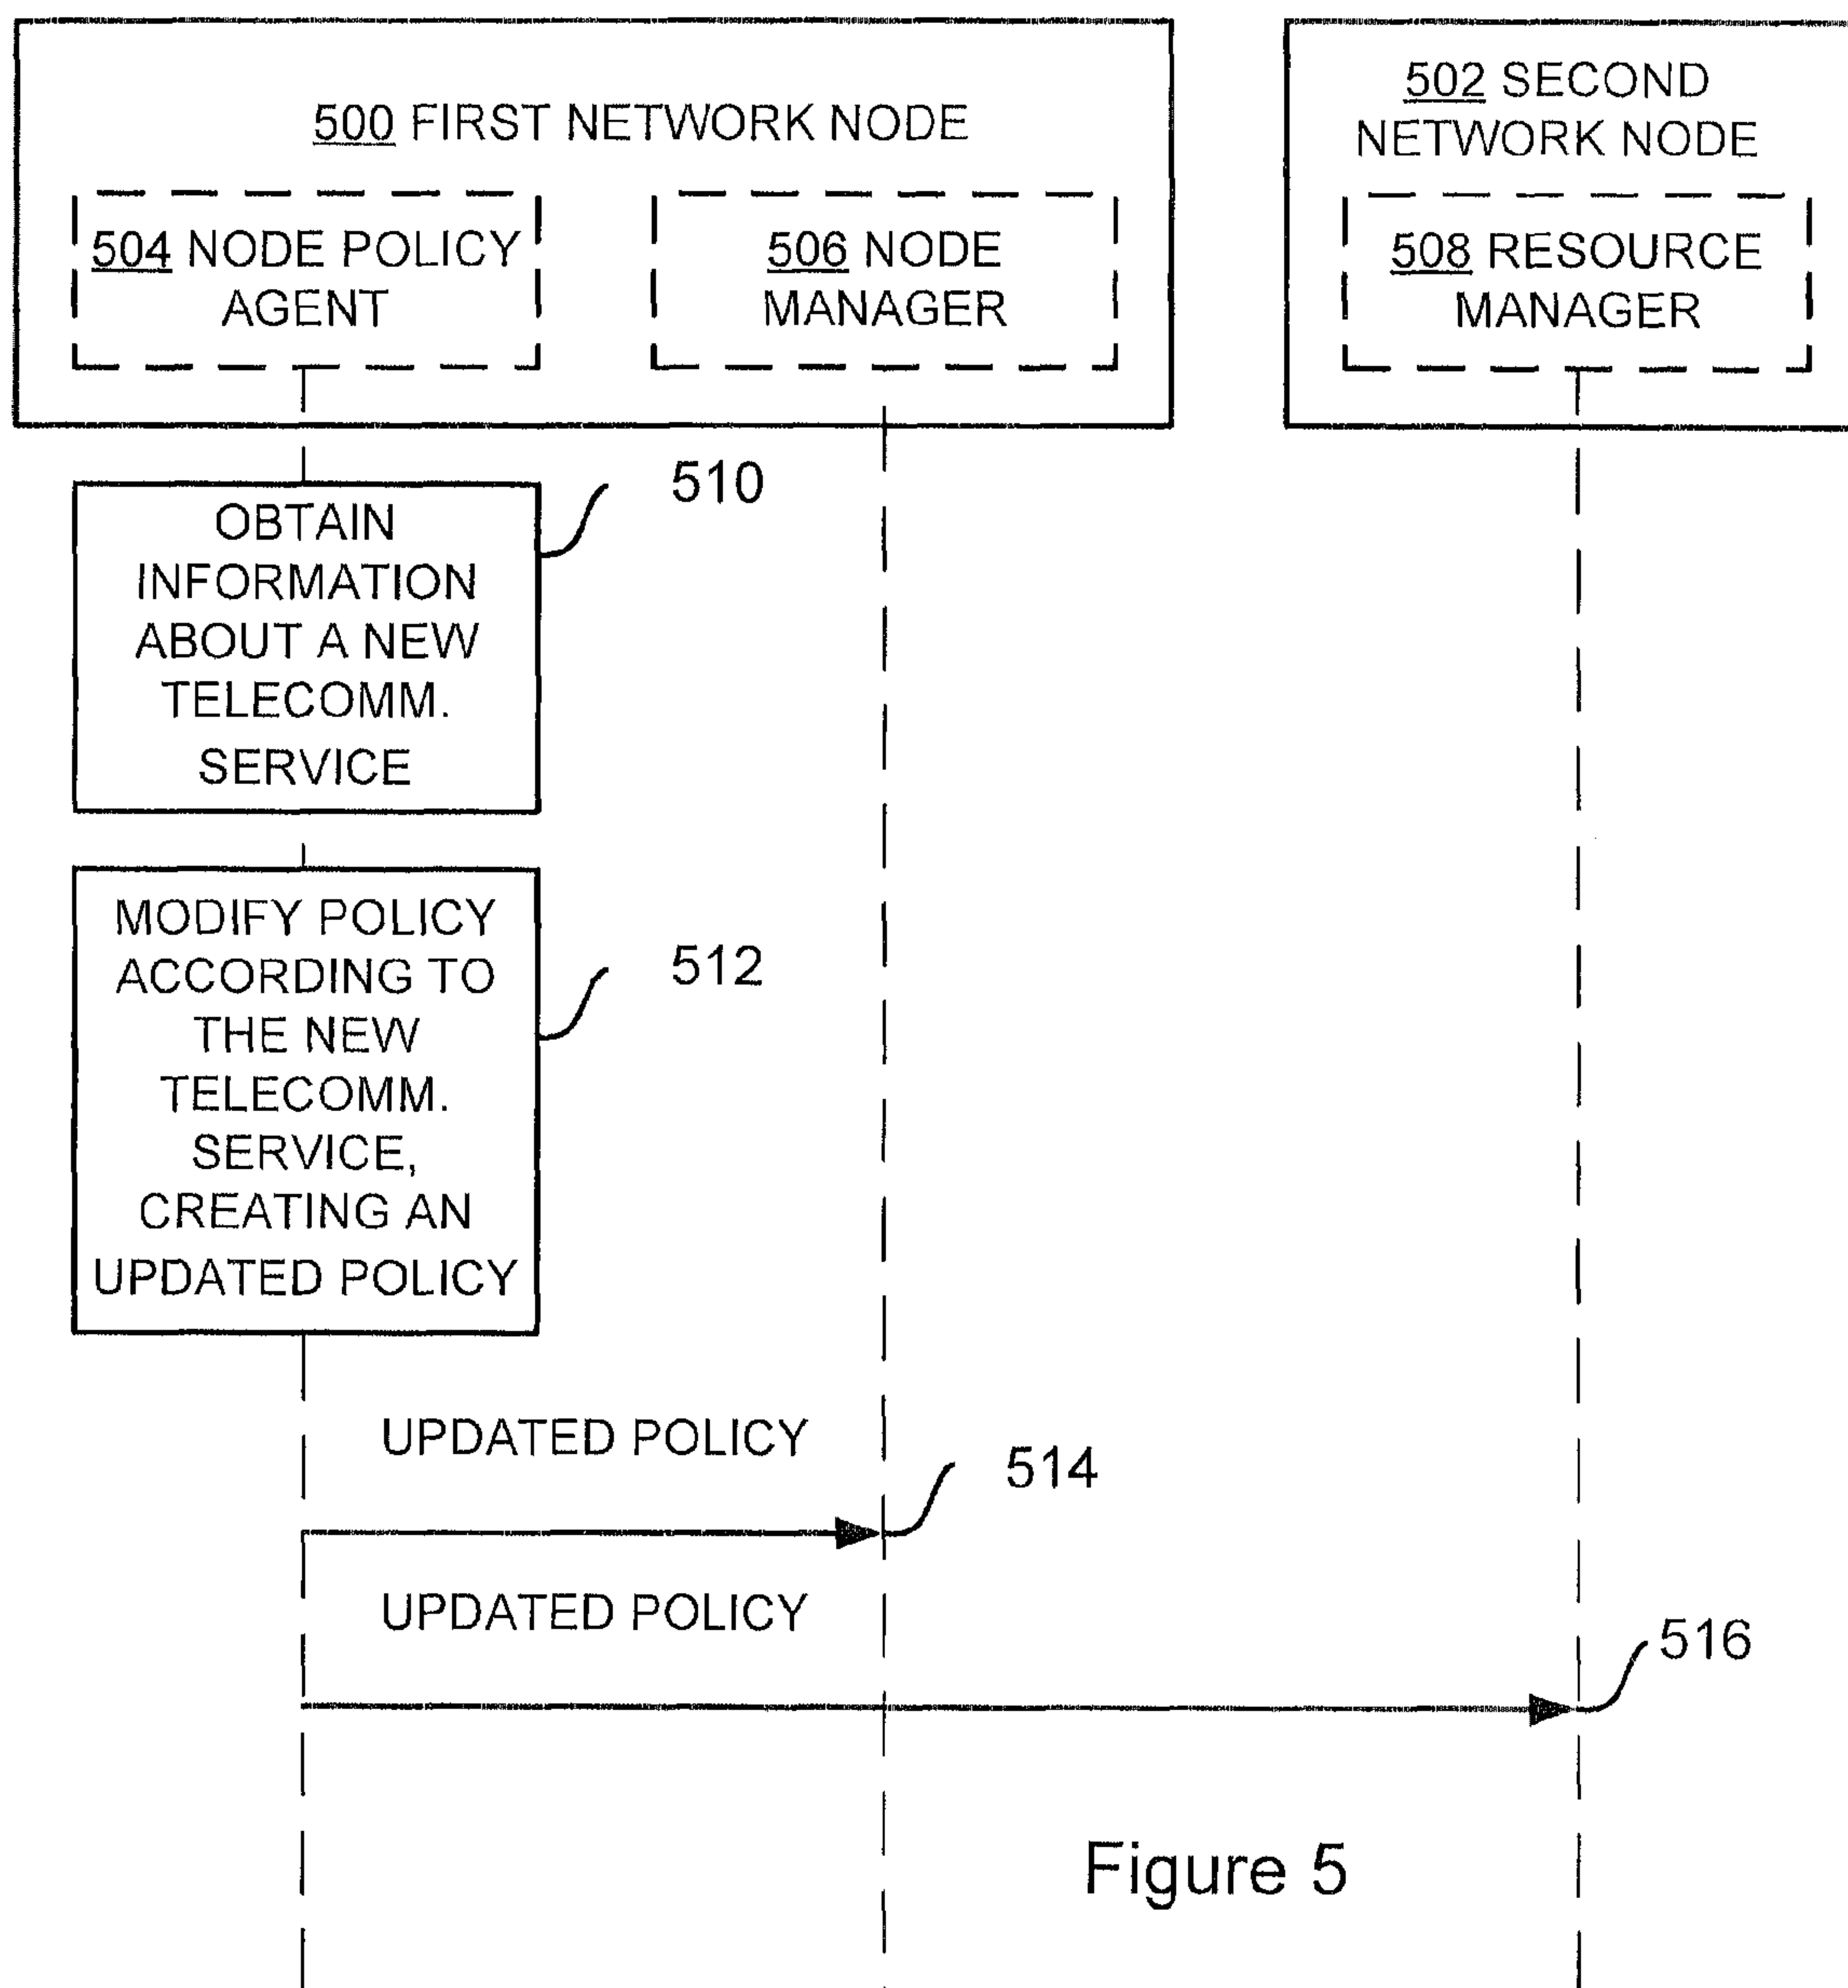 500 FIRST NETWORK NODE
504 NODE POLICY
AGENT
506 NODE
MANAGER
502 SECOND
NETWORK NODE
508 RESOURCE
MANAGER
510
OBTAIN
INFORMATION
ABOUT A NEW
TELECOMM.
SERVICE
512
MODIFY POLICY
ACCORDING TO
THE NEW
TELECOMM.
SERVICE,
CREATING AN
UPDATED POLICY
UPDATED POLICY
514
UPDATED POLICY
516
Figure 5